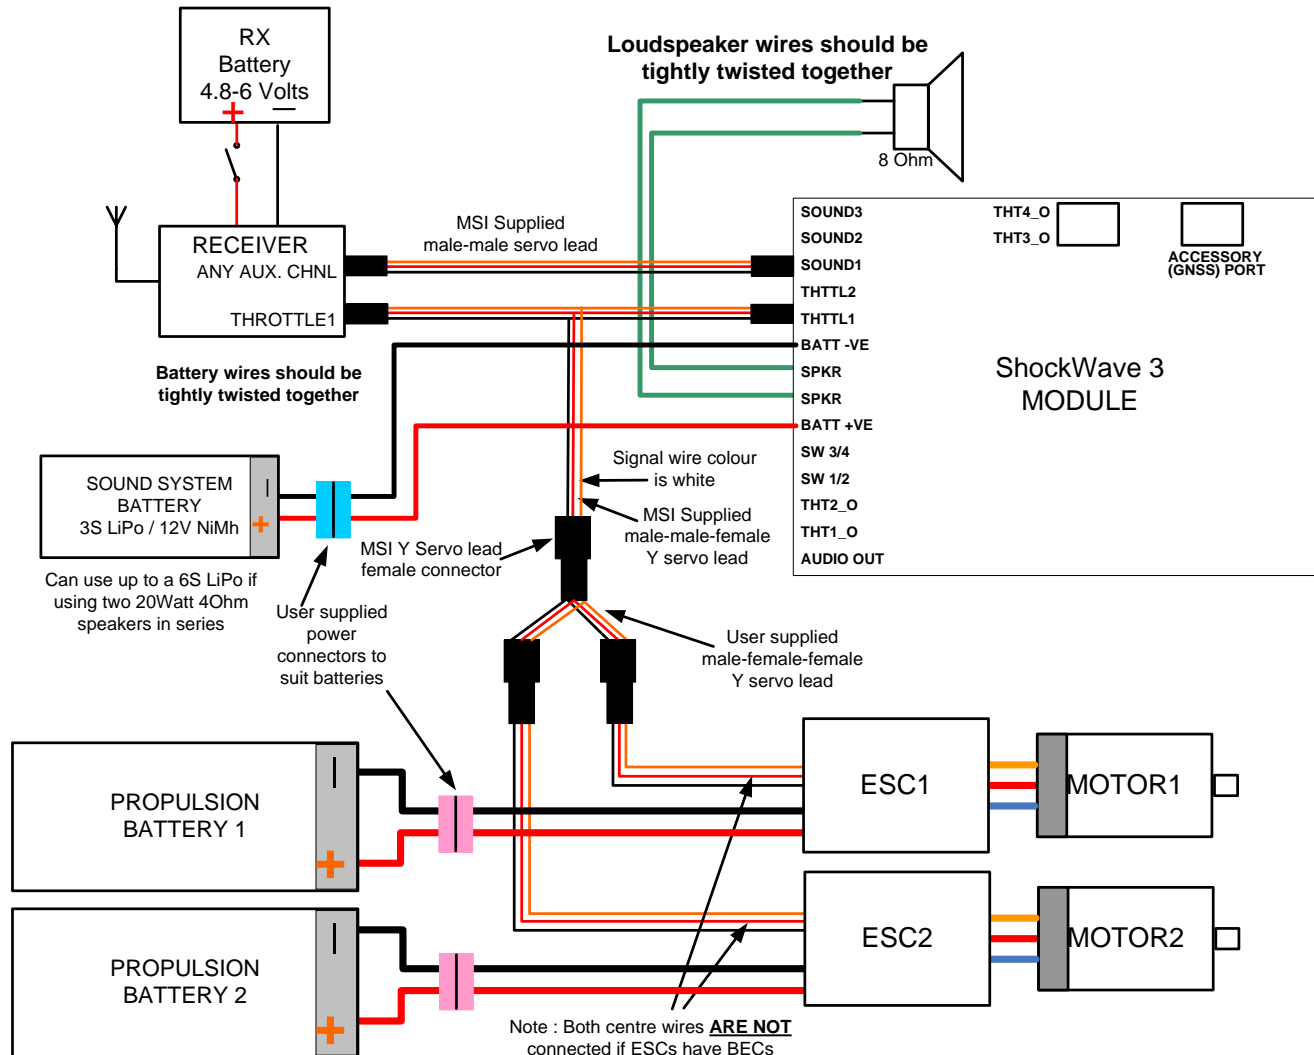 RX
Battery
4.8-6 Volts
+ —
Loudspeaker wires should be
tightly twisted together
8 Ohm
RECEIVER
ANY AUX. CHNL
THROTTLE1
MSI Supplied
male-male servo lead
SOUND3
SOUND2
SOUND1
THTTL2
THTTL1
BATT -VE
SPKR
SPKR
BATT +VE
SW 3/4
SW 1/2
THT2_O
THT1_O
AUDIO OUT
THT4_O
THT3_O
ACCESSORY
(GNSS) PORT
ShockWave 3
MODULE
Battery wires should be
tightly twisted together
SOUND SYSTEM
BATTERY
3S LiPo / 12V NiMh
—
+
Can use up to a 6S LiPo if
using two 20Watt 4Ohm
speakers in series
Signal wire colour
is white
MSI Supplied
male-male-female
Y servo lead
MSI Y Servo lead
female connector
User supplied
power
connectors to
suit batteries
User supplied
male-female-female
Y servo lead
PROPULSION
BATTERY 1
—
+
ESC1
MOTOR1
PROPULSION
BATTERY 2
—
+
ESC2
MOTOR2
Note : Both centre wires ARE NOT
connected if ESCs have BECs